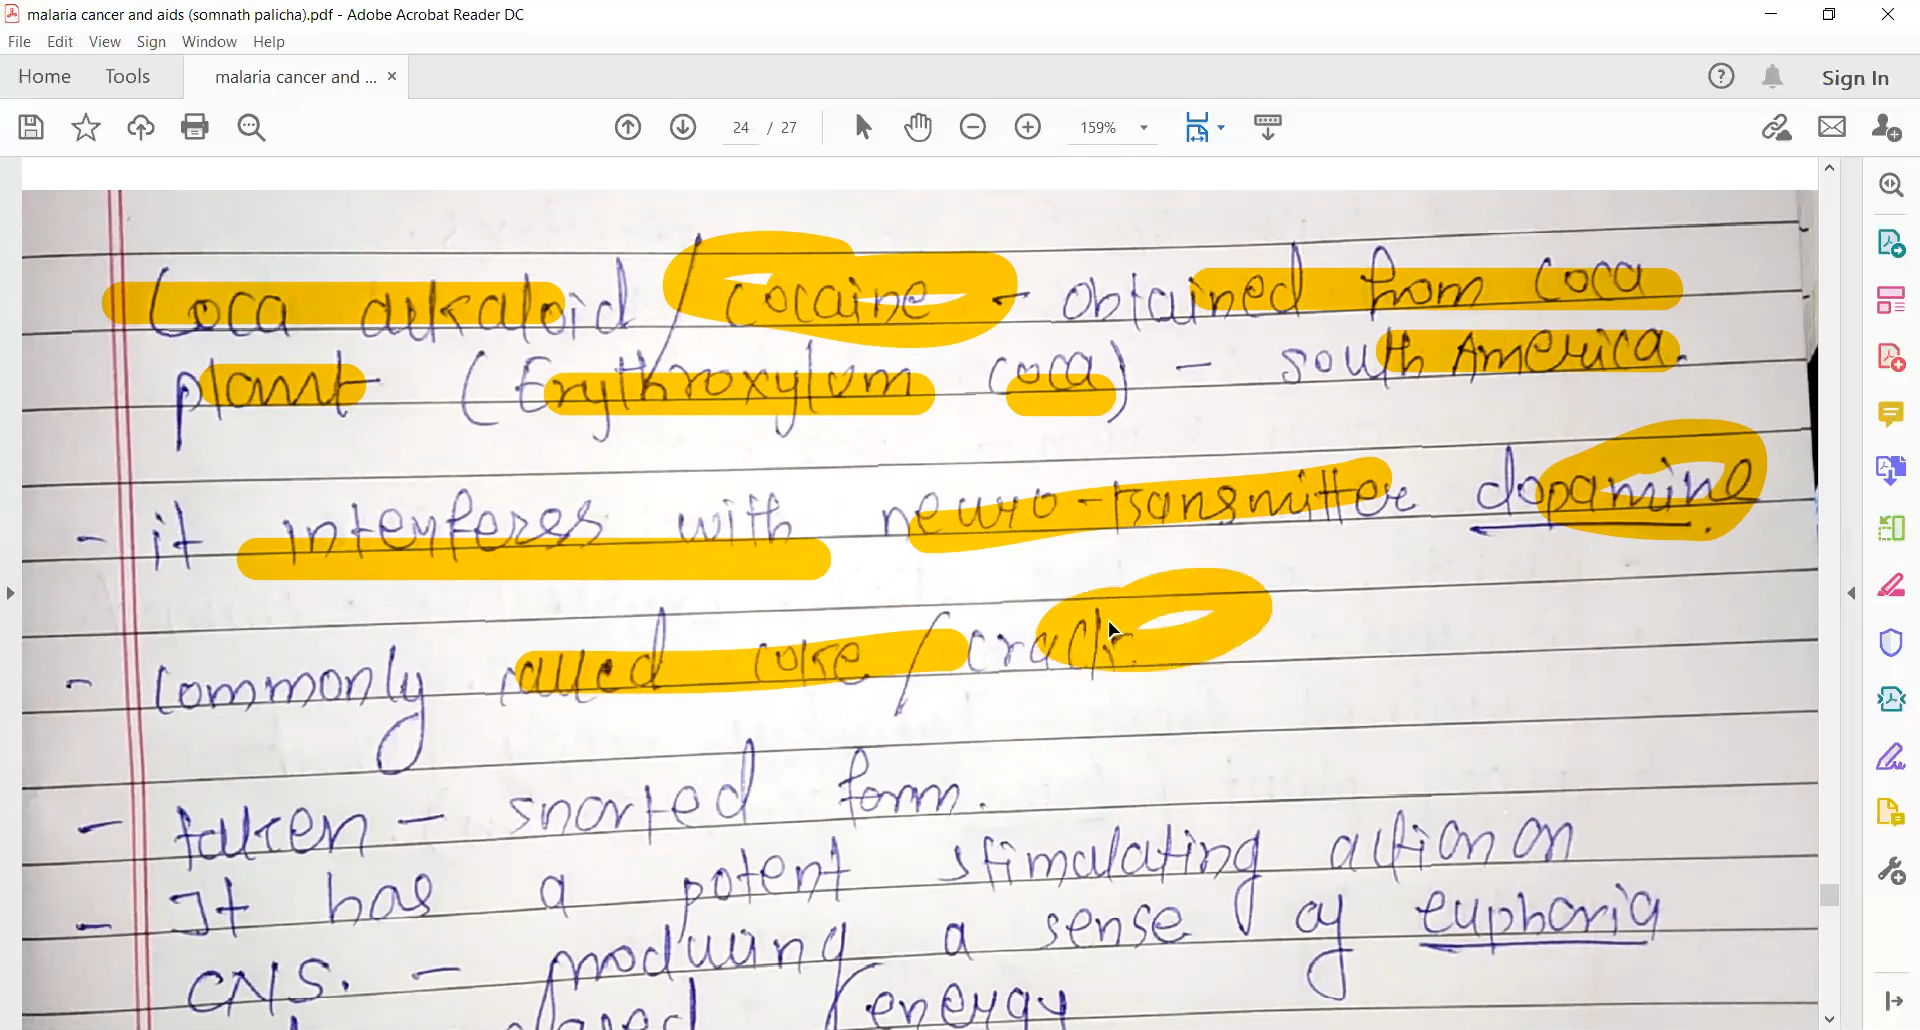 malaria cancer and aids (somnath palicha).pdf - Adobe Acrobat Reader DC
File Edit View Sign Window Help
Home Tools malaria cancer and ... × Sign In
24 / 27 159%
Coca alkaloid / cocaine - obtained from coca
plant (Erythroxylum coca) - south America.
- it interferes with neuro-transmitter dopamine.
- commonly called coke / crack.
- taken - snorted form.
- It has a potent stimulating action on
CNS. - producing a sense of euphoria
energy